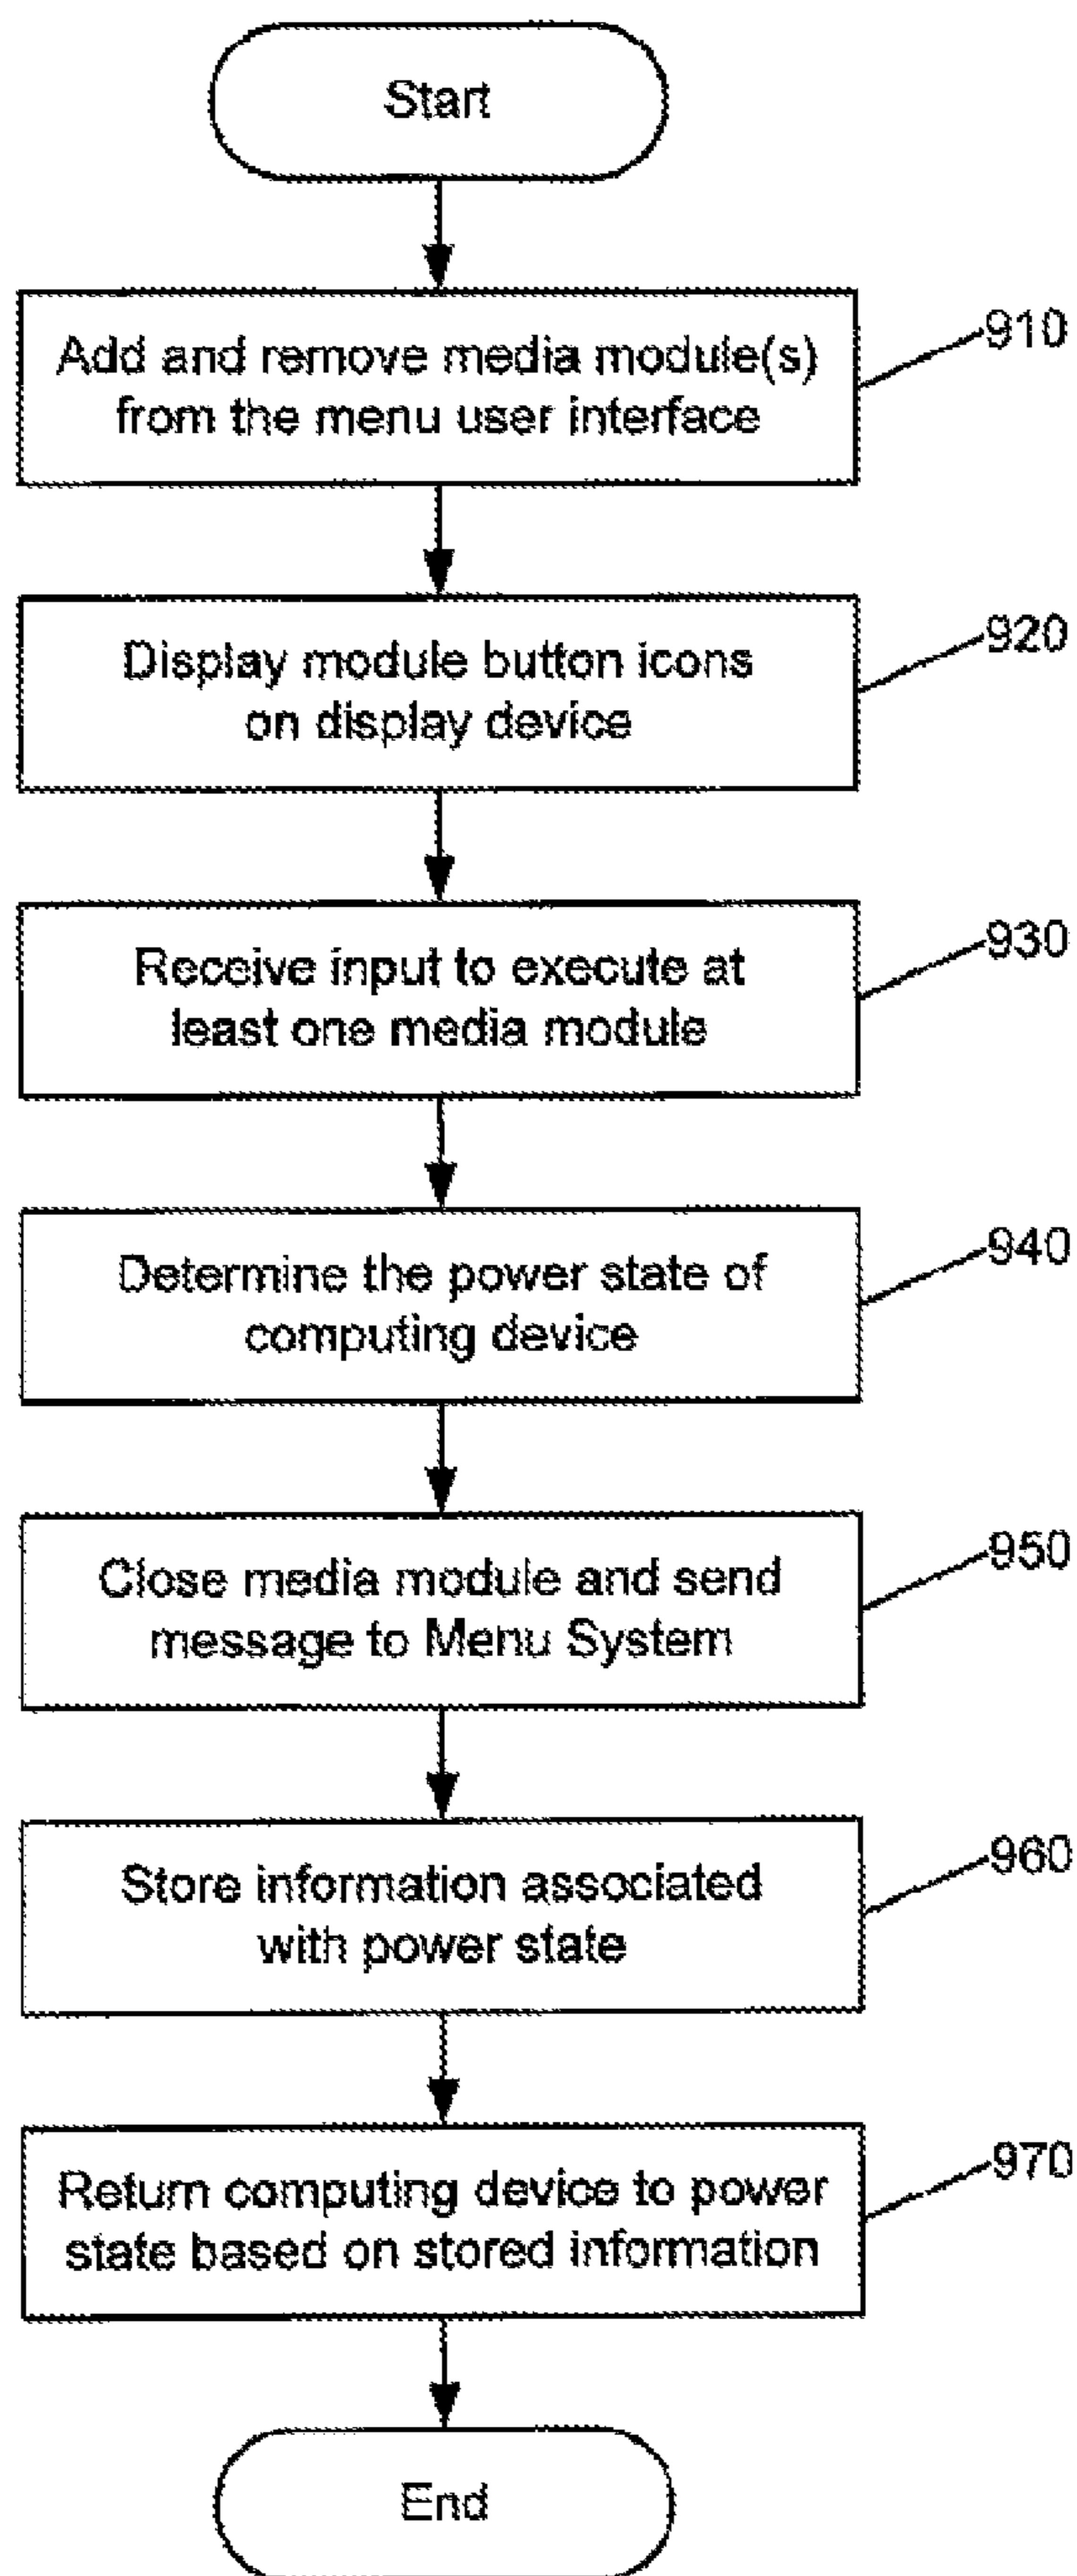 Start
Add and remove media module(s)
from the menu user interface
910
Display module button icons
on display device
920
Receive input to execute at
least one media module
930
Determine the power state of
computing device
940
Close media module and send
message to Menu System
950
Store information associated
with power state
960
Return computing device to power
state based on stored information
970
End